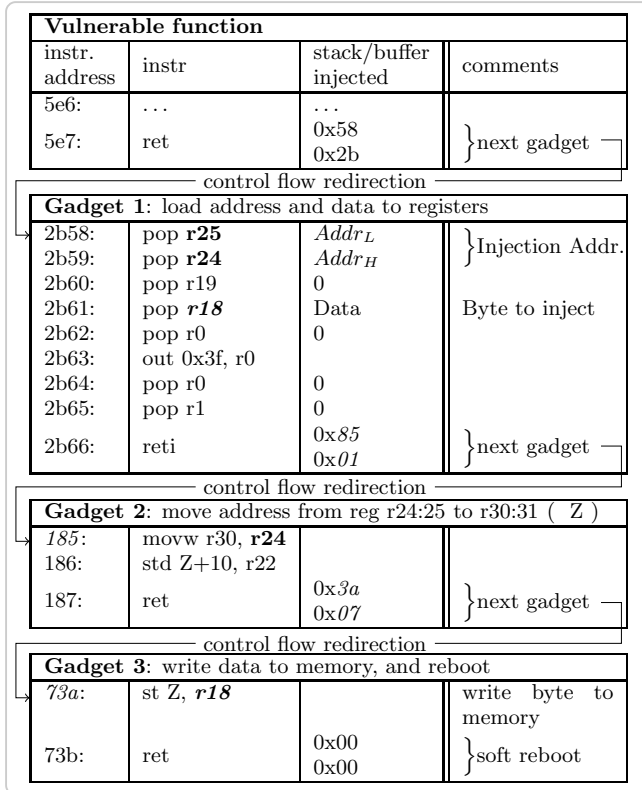 Vulnerable function
instr. address instr stack/buffer injected comments
5e6: ... ...
5e7: ret 0x58 0x2b }next gadget
control flow redirection
Gadget 1: load address and data to registers
2b58: pop r25 Addr_L }Injection Addr.
2b59: pop r24 Addr_H
2b60: pop r19 0
2b61: pop r18 Data Byte to inject
2b62: pop r0 0
2b63: out 0x3f, r0
2b64: pop r0 0
2b65: pop r1 0
2b66: reti 0x85 0x01 }next gadget
control flow redirection
Gadget 2: move address from reg r24:25 to r30:31 ( Z )
185: movw r30, r24
186: std Z+10, r22
187: ret 0x3a 0x07 }next gadget
control flow redirection
Gadget 3: write data to memory, and reboot
73a: st Z, r18 write byte to memory
73b: ret 0x00 0x00 }soft reboot